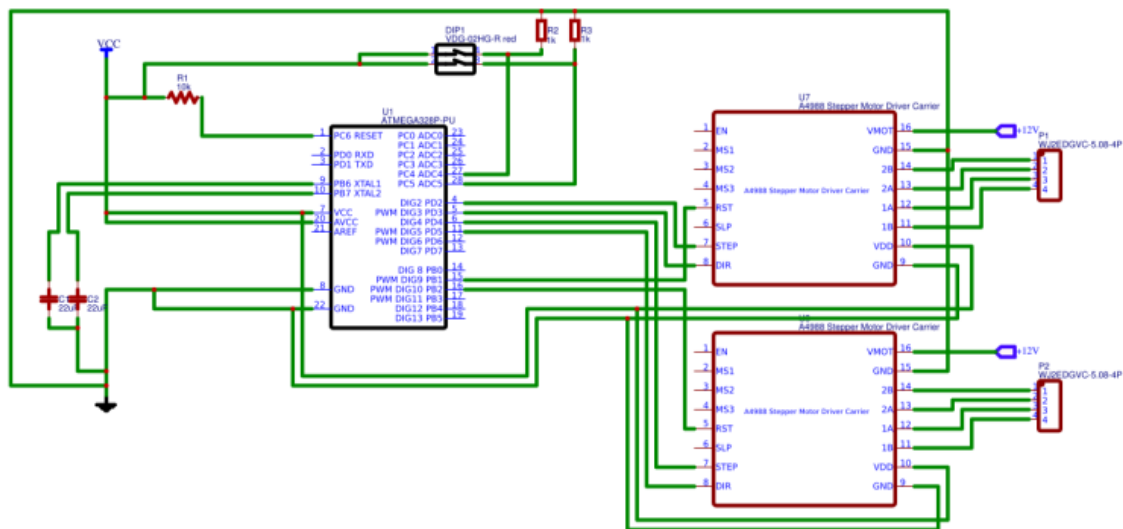 VCC
R1
10k
DIP1
VDG-02HG-R red
R2
1k
R3
1k
U1
ATMEGA328P-PU
1 PC6 RESET
2 PD0 RXD
3 PD1 TXD
9 PB6 XTAL1
10 PB7 XTAL2
7 VCC
20 AVCC
21 AREF
8 GND
22 GND
PC0 ADC0 23
PC1 ADC1 24
PC2 ADC2 25
PC3 ADC3 26
PC4 ADC4 27
PC5 ADC5 28
DIG2 PD2 4
PWM DIG3 PD3 5
DIG4 PD4 6
PWM DIG5 PD5 11
PWM DIG6 PD6 12
DIG7 PD7 13
DIG 8 PB0 14
PWM DIG9 PB1 15
PWM DIG10 PB2 16
PWM DIG11 PB3 17
DIG12 PB4 18
DIG13 PB5 19
C2
22u
22u
U7
A4988 Stepper Motor Driver Carrier
1 EN
2 MS1
3 MS2
4 MS3
5 RST
6 SLP
7 STEP
8 DIR
A4988 Stepper Motor Driver Carrier
VMOT 16
GND 15
2B 14
2A 13
1A 12
1B 11
VDD 10
GND 9
+12V
P1
WJ2EDGVC-5.08-4P
1
2
3
4
A4988 Stepper Motor Driver Carrier
1 EN
2 MS1
3 MS2
4 MS3
5 RST
6 SLP
7 STEP
8 DIR
A4988 Stepper Motor Driver Carrier
VMOT 16
GND 15
2B 14
2A 13
1A 12
1B 11
VDD 10
GND 9
+12V
P2
WJ2EDGVC-5.08-4P
1
2
3
4